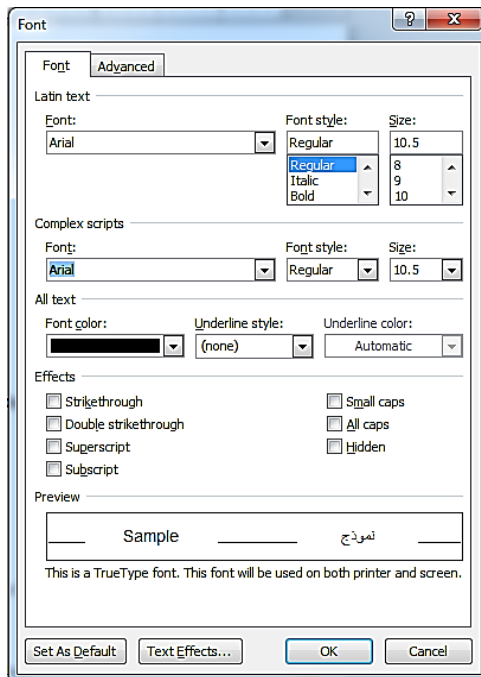 Font
Font Advanced
Latin text
Font: Font style: Size:
Arial Regular 10.5
Regular 8
Italic 9
Bold 10
Complex scripts
Font: Font style: Size:
Arial Regular 10.5
All text
Font color: Underline style: Underline color:
(none) Automatic
Effects
Strikethrough Small caps
Double strikethrough All caps
Superscript Hidden
Subscript
Preview
Sample نموذج
This is a TrueType font. This font will be used on both printer and screen.
Set As Default Text Effects... OK Cancel